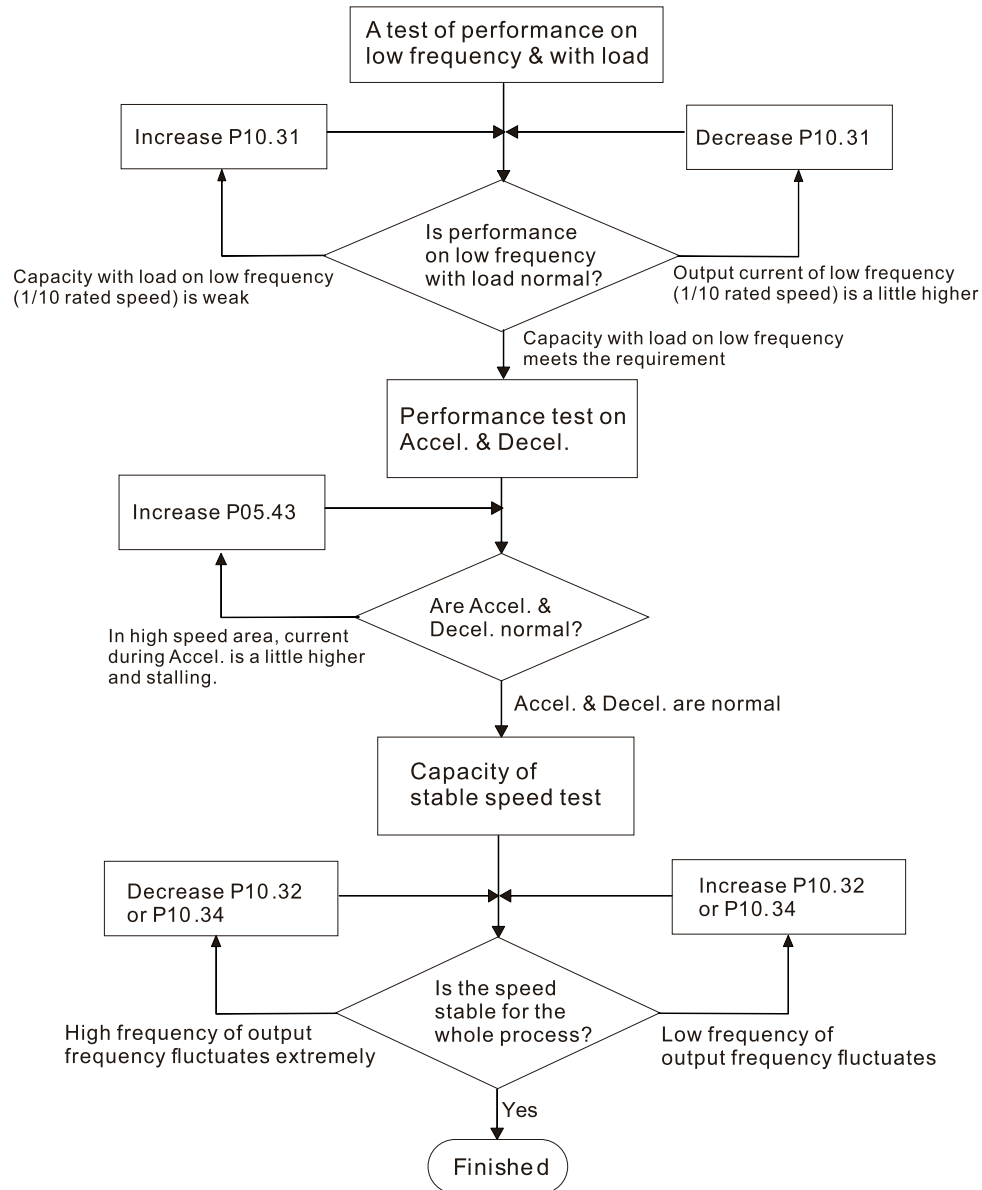 A test of performance on
low frequency & with load
Increase P10.31
Decrease P10.31
Is performance
on low frequency
with load normal?
Capacity with load on low frequency
(1/10 rated speed) is weak
Output current of low frequency
(1/10 rated speed) is a little higher
Capacity with load on low frequency
meets the requirement
Performance test on
Accel. & Decel.
Increase P05.43
Are Accel. &
Decel. normal?
In high speed area, current
during Accel. is a little higher
and stalling.
Accel. & Decel. are normal
Capacity of
stable speed test
Decrease P10.32
or P10.34
Increase P10.32
or P10.34
Is the speed
stable for the
whole process?
High frequency of output
frequency fluctuates extremely
Low frequency of
output frequency fluctuates
Yes
Finished